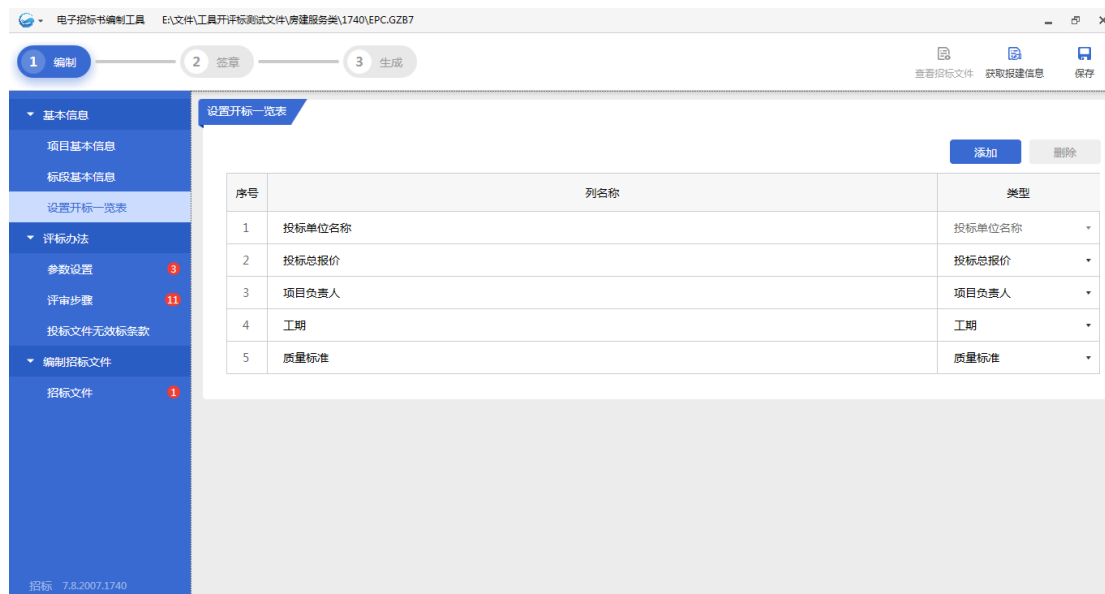 电子招标书编制工具 E:\文件\工具开评标测试文件\房建服务类\1740\EPC.GZB7
1 编制 2 签章 3 生成
查看招标文件 获取报建信息 保存
基本信息
项目基本信息
标段基本信息
设置开标一览表
评标办法
参数设置 3
评审步骤 11
投标文件无效标条款
编制招标文件
招标文件 1
招标 7.8.2007.1740
设置开标一览表
添加 删除
序号 列名称 类型
1 投标单位名称 投标单位名称
2 投标总报价 投标总报价
3 项目负责人 项目负责人
4 工期 工期
5 质量标准 质量标准